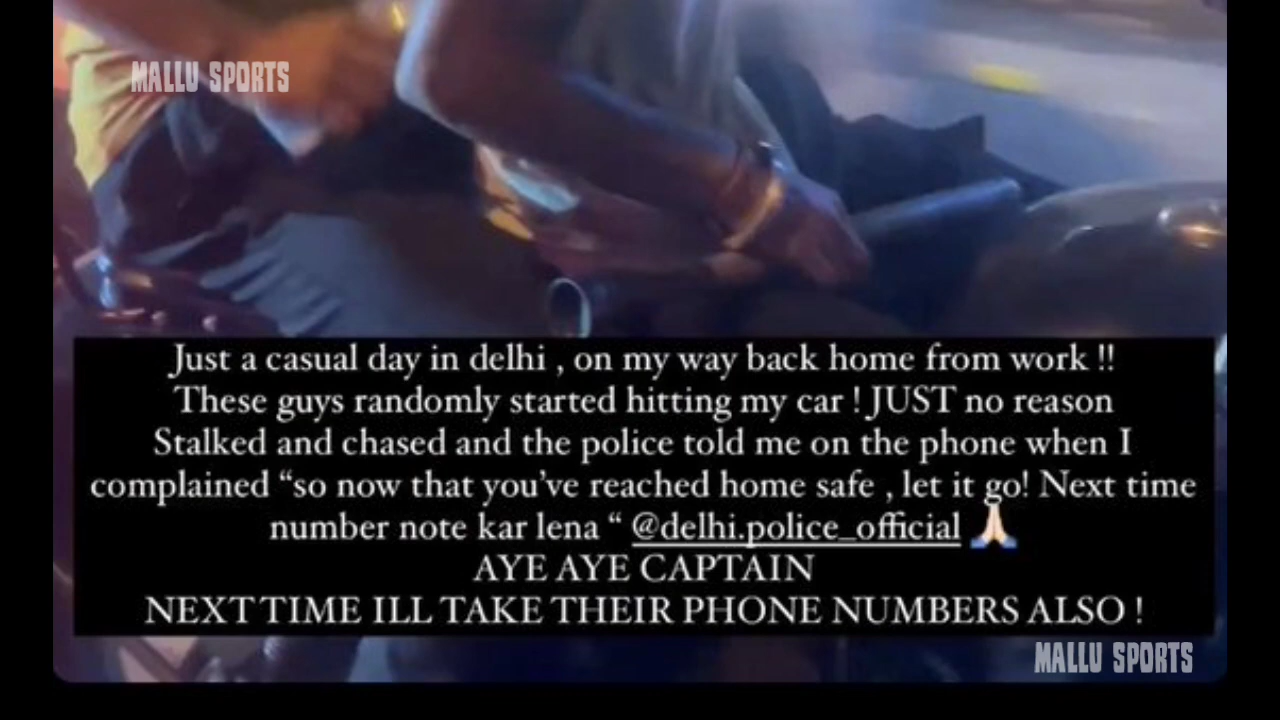 MALLU SPORTS
Just a casual day in delhi , on my way back home from work !!
These guys randomly started hitting my car ! JUST no reason
Stalked and chased and the police told me on the phone when I
complained “so now that you’ve reached home safe , let it go! Next time
number note kar lena “ @delhi.police_official 🙏🏻
AYE AYE CAPTAIN
NEXT TIME ILL TAKE THEIR PHONE NUMBERS ALSO !
MALLU SPORTS